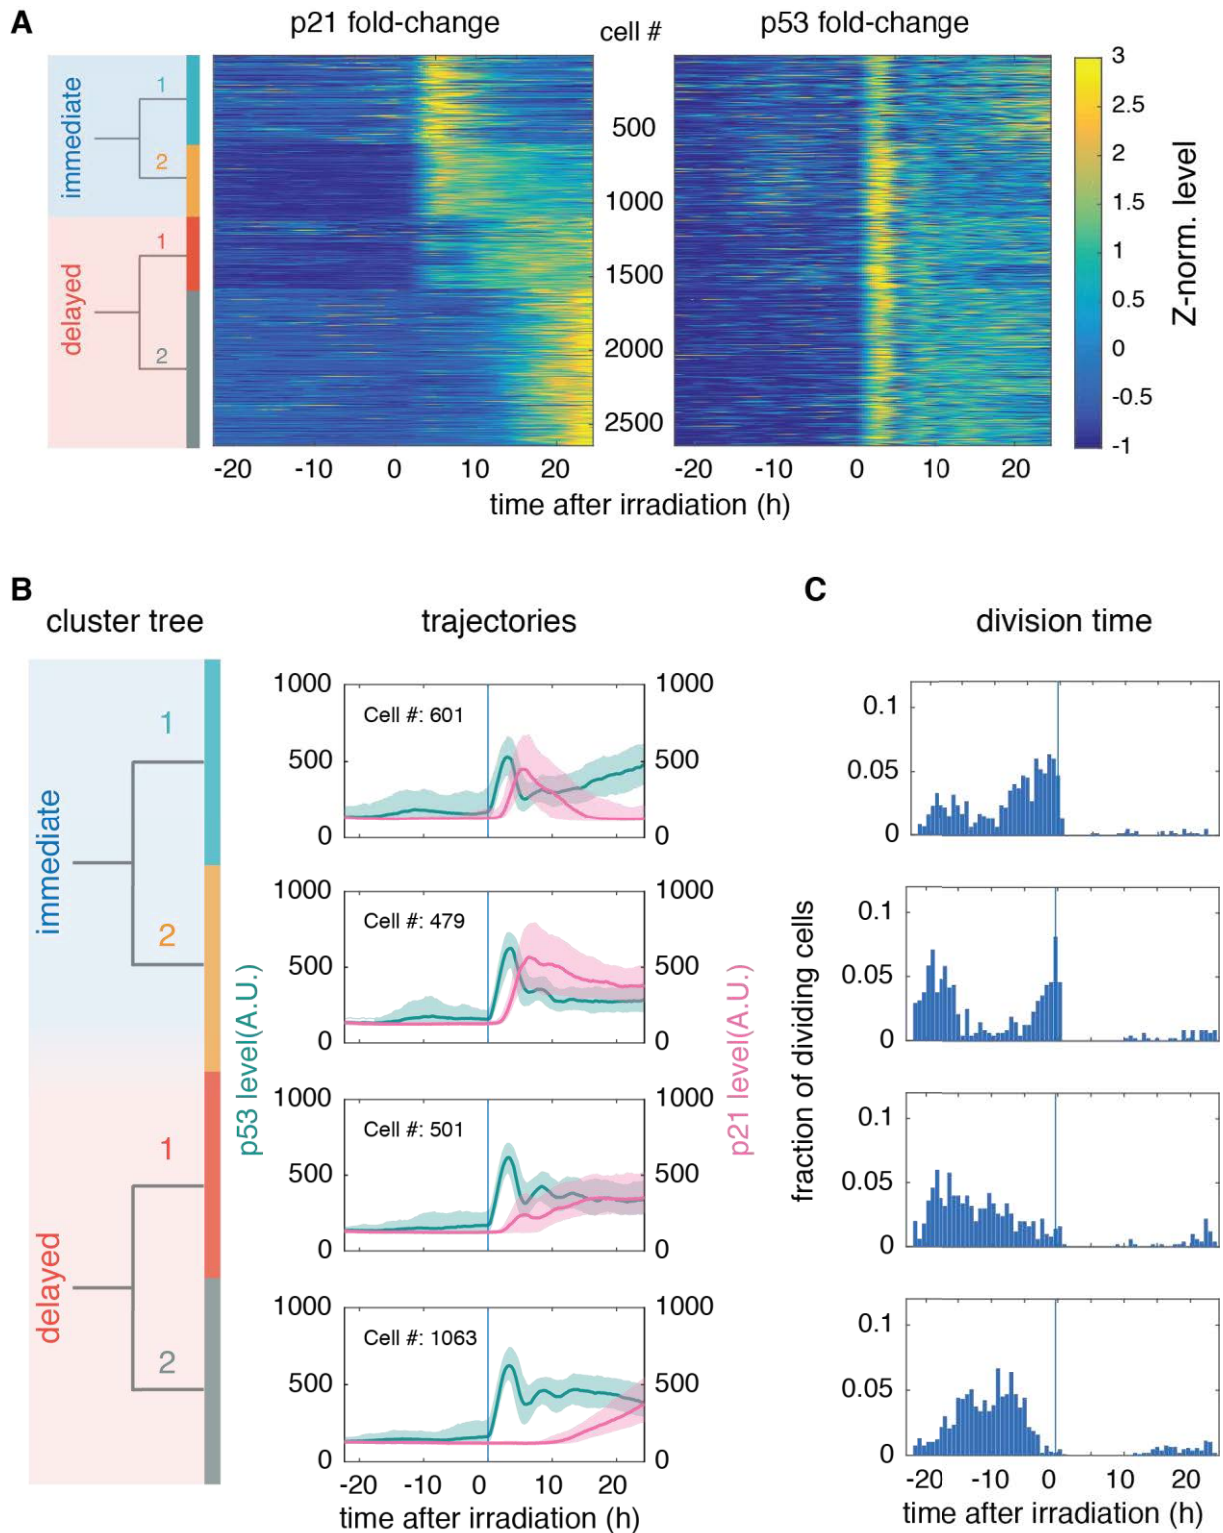 A
p21 fold-change
cell #
p53 fold-change
immediate
1
2
delayed
1
2
500
1000
1500
2000
2500
3
2.5
2
1.5
1
0.5
0
-0.5
-1
Z-norm. level
-20 -10 0 10 20
-20 -10 0 10 20
time after irradiation (h)
B
cluster tree
trajectories
C
division time
immediate
1
2
delayed
1
2
p53 level(A.U.)
p21 level(A.U.)
1000
500
0
Cell #: 601
1000
500
0
1000
500
0
Cell #: 479
1000
500
0
1000
500
0
Cell #: 501
1000
500
0
1000
500
0
Cell #: 1063
1000
500
0
-20 -10 0 10 20
time after irradiation (h)
fraction of dividing cells
0.1
0.05
0
0.1
0.05
0
0.1
0.05
0
0.1
0.05
0
-20 -10 0 10 20
time after irradiation (h)